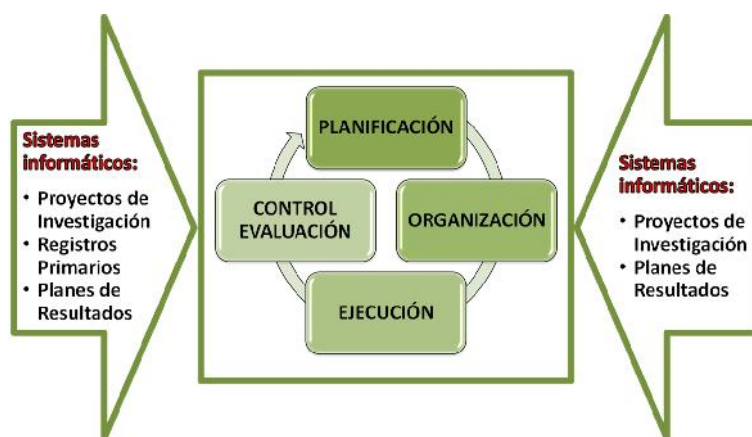 Sistemas
informáticos:
• Proyectos de
Investigación
• Registros
Primarios
• Planes de
Resultados
PLANIFICACIÓN
ORGANIZACIÓN
EJECUCIÓN
CONTROL
EVALUACIÓN
Sistemas
informáticos:
• Proyectos de
Investigación
• Planes de
Resultados